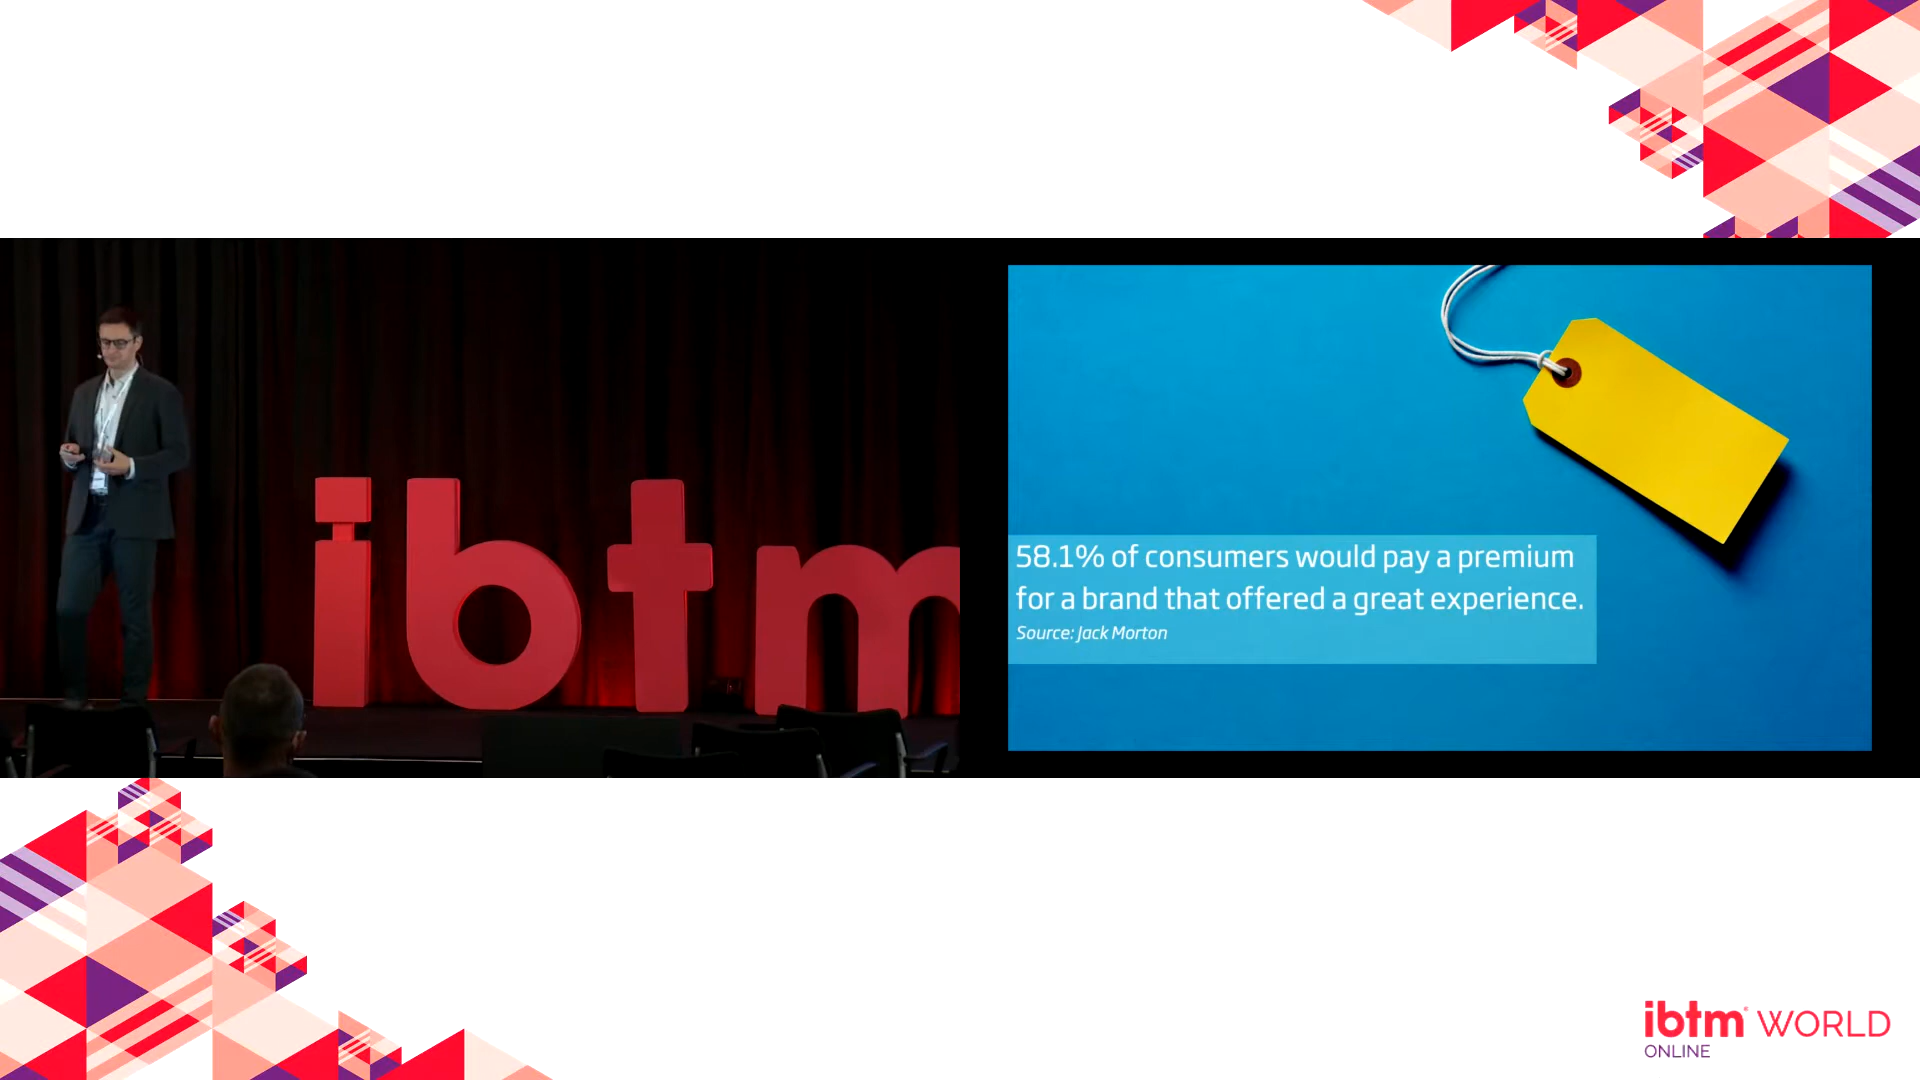 ibtm
58.1% of consumers would pay a premium
for a brand that offered a great experience.
Source: Jack Morton
ibtm WORLD
ONLINE